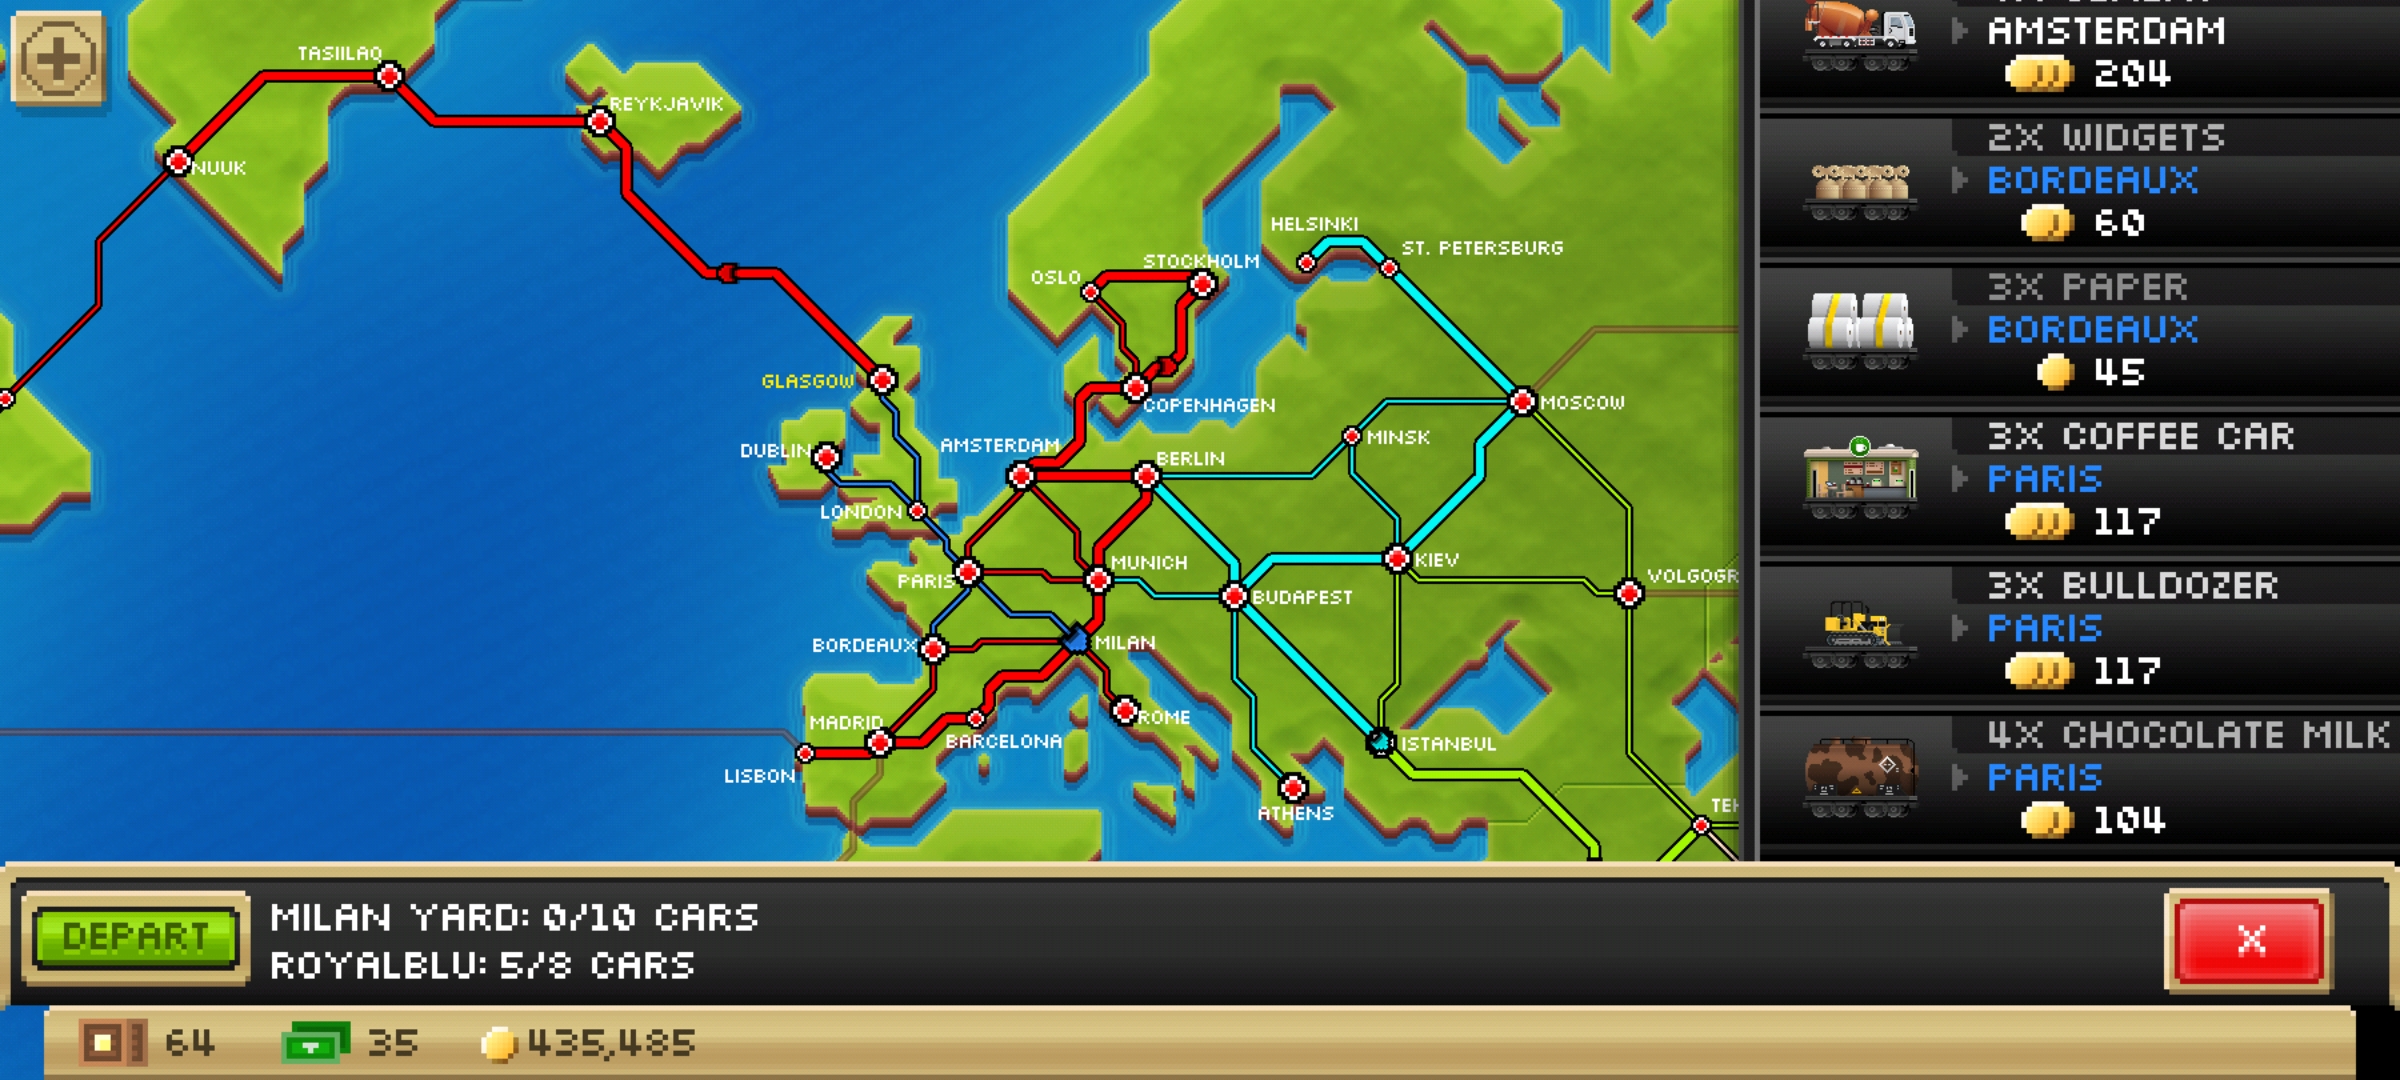 TASIILAQ
REYKJAVIK
NUUK
HELSINKI
ST. PETERSBURG
STOCKHOLM
OSLO
GLASGOW
COPENHAGEN
MOSCOW
MINSK
AMSTERDAM
BERLIN
DUBLIN
LONDON
MUNICH
KIEV
PARIS
VOLGOGR
BUDAPEST
BORDEAUX
MILAN
MADRID
ROME
BARCELONA
ISTANBUL
LISBON
ATHENS
TEH
AMSTERDAM
204
2X WIDGETS
BORDEAUX
60
3X PAPER
BORDEAUX
45
3X COFFEE CAR
PARIS
117
3X BULLDOZER
PARIS
117
4X CHOCOLATE MILK
PARIS
104
DEPART
MILAN YARD: 0/10 CARS
ROYALBLU: 5/8 CARS
X
64
35
435,485